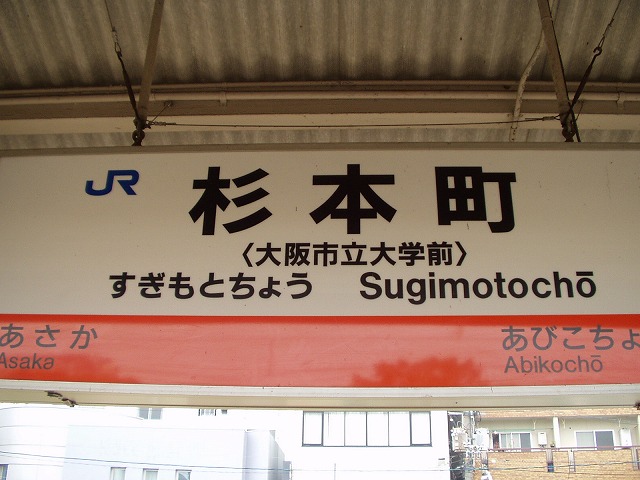 JR 杉本町
〈大阪市立大学前〉
すぎもとちょう Sugimotochō
あさか あびこちょ
Asaka Abikochō